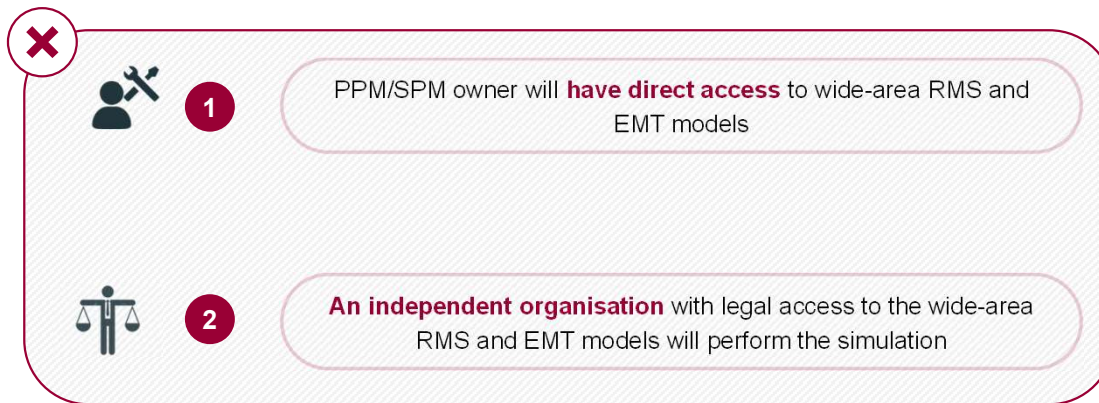 1
PPM/SPM owner will have direct access to wide-area RMS and
EMT models
2
An independent organisation with legal access to the wide-area
RMS and EMT models will perform the simulation